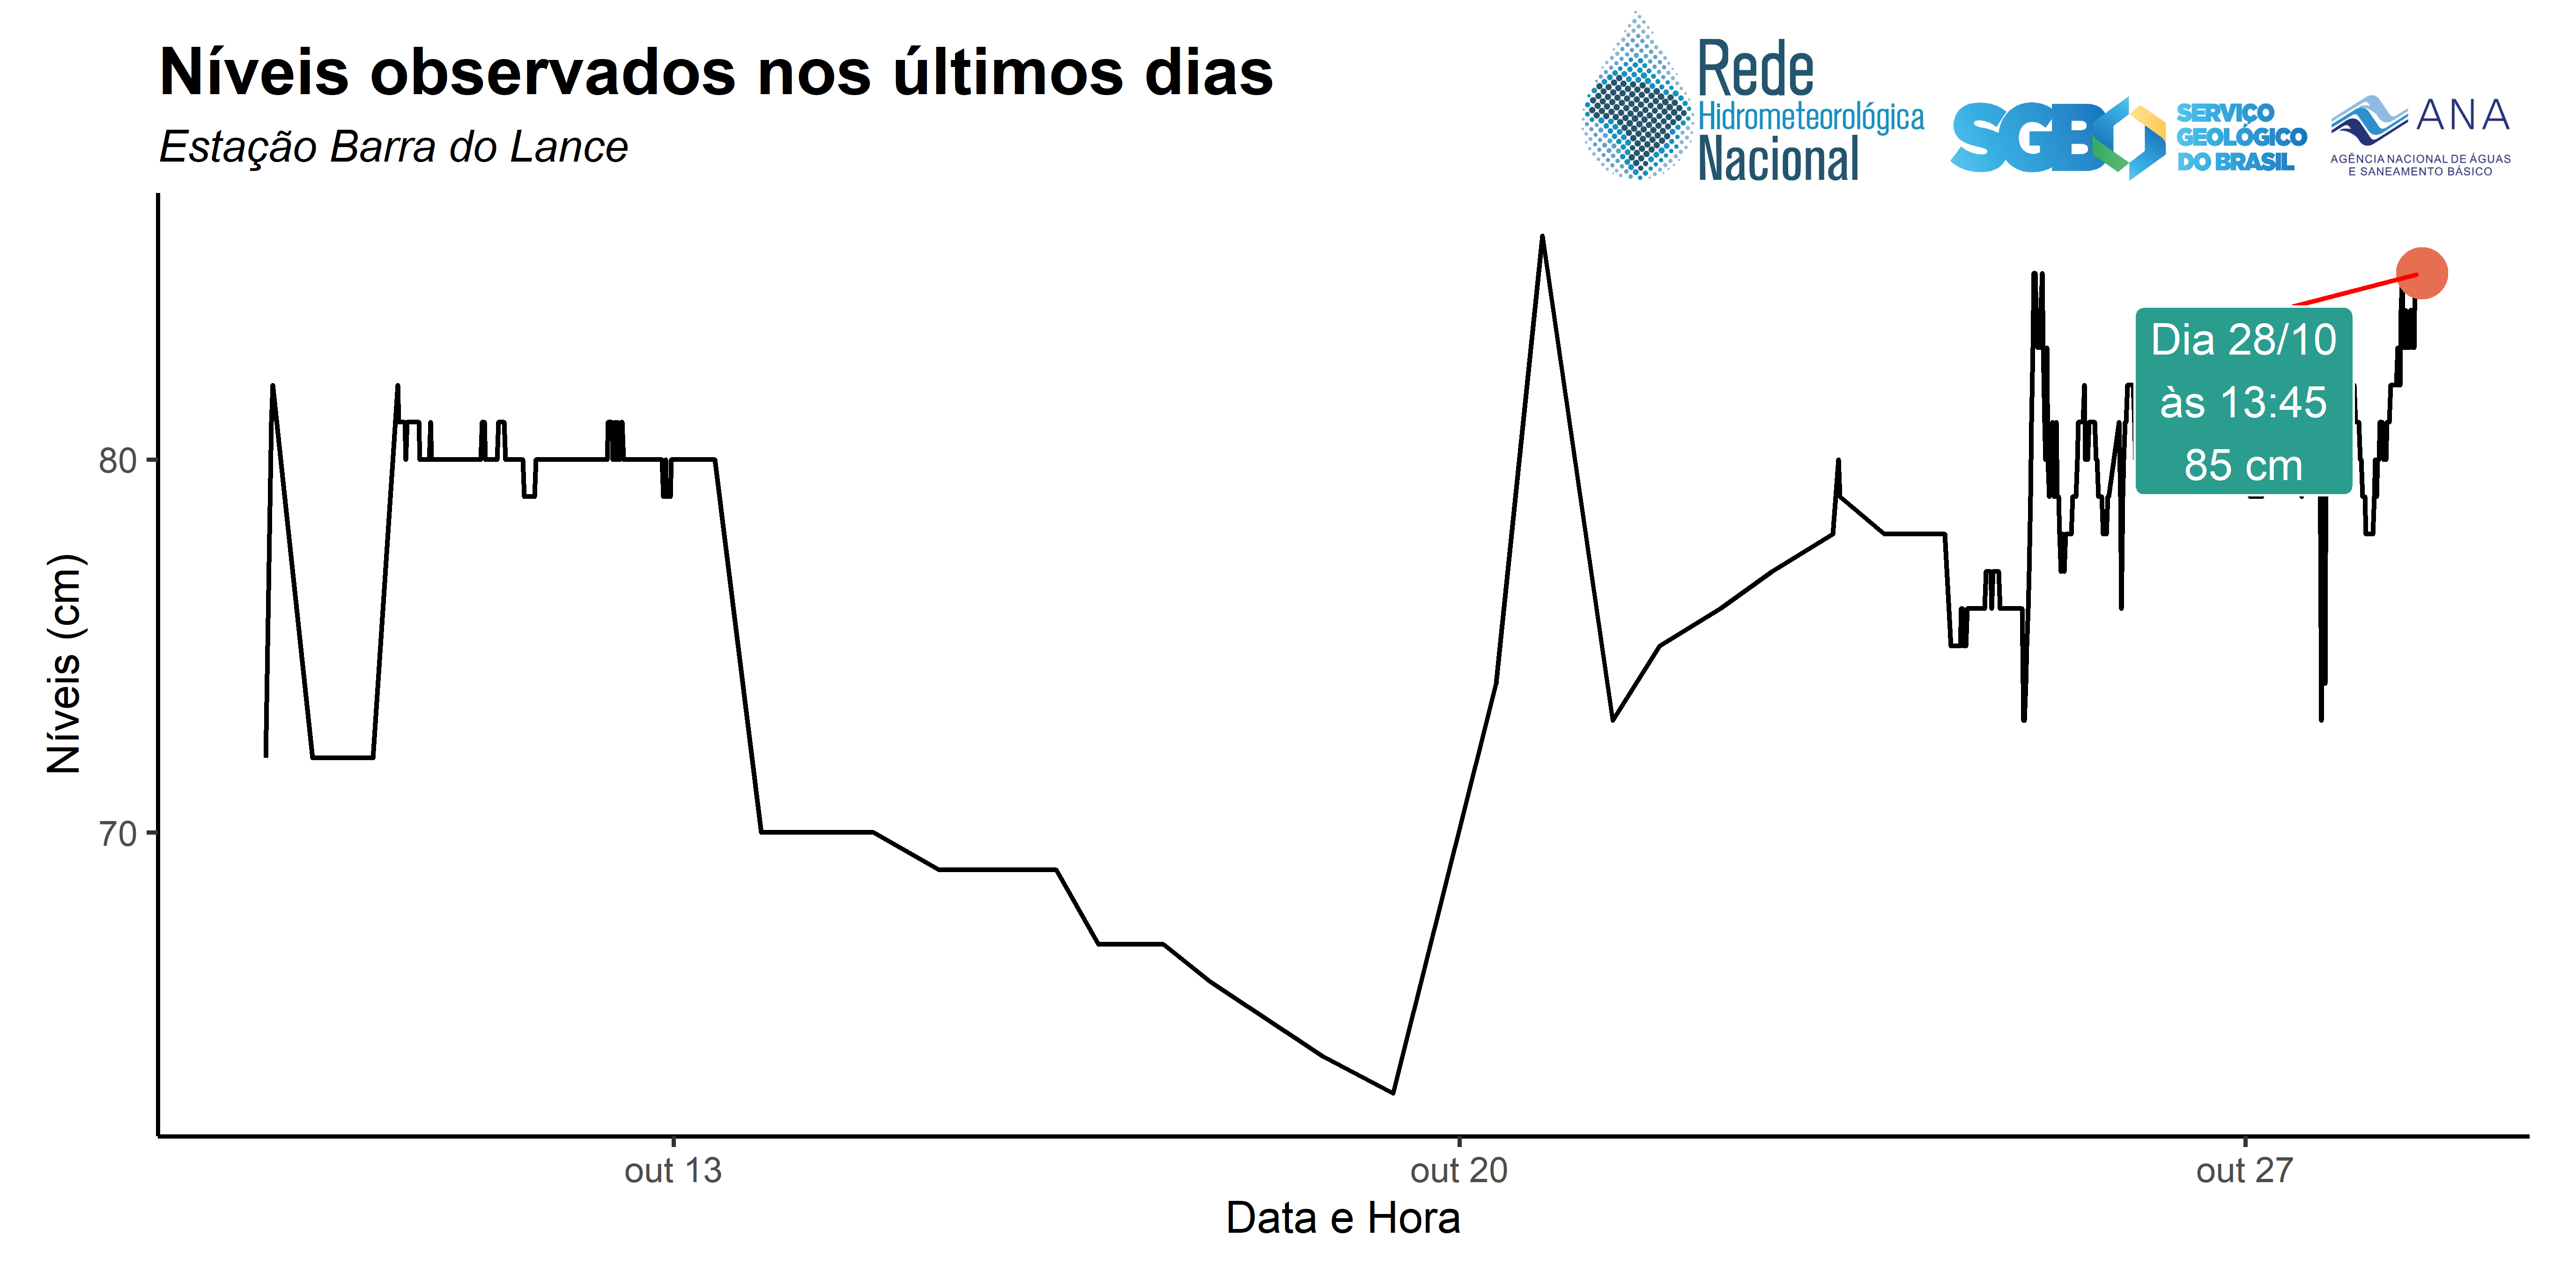 Níveis observados nos últimos dias
Estação Barra do Lance
Rede
Hidrometeorológica
Nacional
SGB
SERVIÇO
GEOLÓGICO
DO BRASIL
ANA
AGÊNCIA NACIONAL DE ÁGUAS
E SANEAMENTO BÁSICO
Dia 28/10
às 13:45
85 cm
80
70
Níveis (cm)
out 13
out 20
out 27
Data e Hora